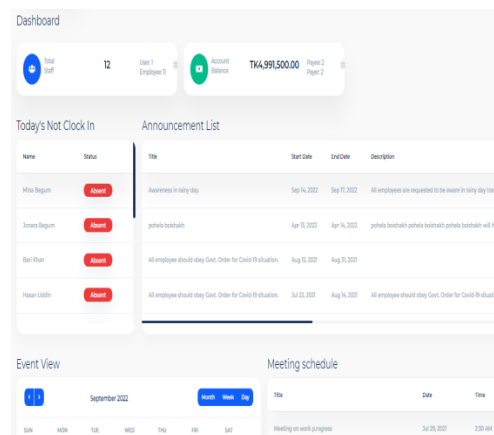 Dashboard
Total Staff 12 User: 1 Employee: 11
Account Balance TK4,991,500.00 Payee: 2 Payer: 2
Today's Not Clock In
Name Status
Mina Begum Absent
Jonara Begum Absent
Bari Khan Absent
Hasan Uddin Absent
Announcement List
Title Start Date End Date Description
Awareness in rainy day. Sep 14, 2022 Sep 17, 2022 All employees are requested to be aware in rainy day
pohela boishakh Apr 13, 2022 Apr 14, 2022 pohela boishakh pohela boishakh pohela boishakh will
All employee should obey Govt. Order for Covid-19 situation. Aug 15, 2021 Aug 31, 2021
All employee should obey Govt. Order for Covid-19 situation. Jul 23, 2021 Aug 14, 2021 All employee should obey Govt. Order for Covid-19
Event View
September 2022
Month Week Day
SUN MON TUE WED THU FRI SAT
Meeting schedule
Title Date Time
Meeting on work progress Jul 29, 2021 2:30 AM